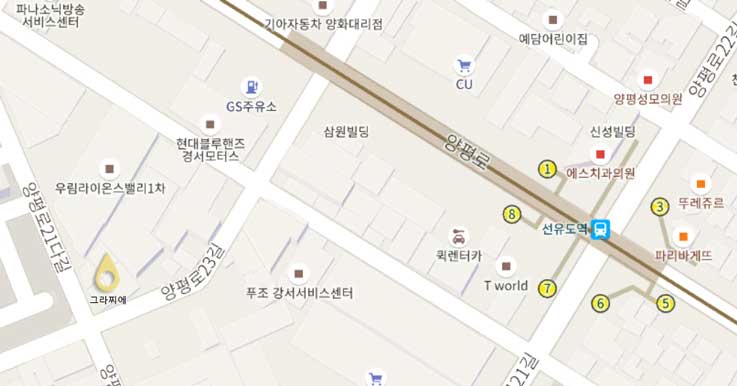 파나소닉방송
서비스센터
기아자동차 양화대리점
예담어린이집
양평로22길
GS주유소
CU
양평성모의원
현대블루핸즈
경서모터스
삼원빌딩
양평로
신성빌딩
1
에스치과의원
우림라이온스밸리1차
뚜레쥬르
8
3
선유도역
양평로21다길
퀵렌터카
파리바게뜨
양평로23길
그라찌에
푸조 강서서비스센터
T world
7
6
5
21길